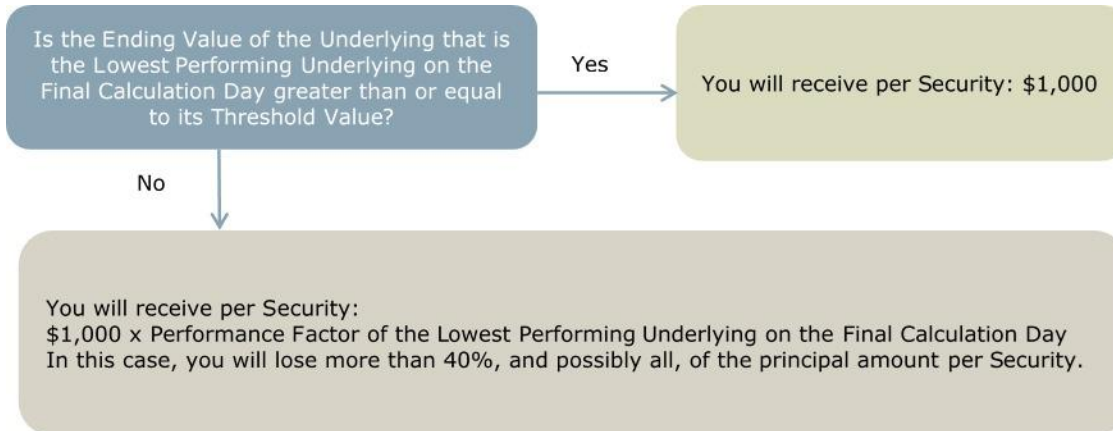 Is the Ending Value of the Underlying that is
the Lowest Performing Underlying on the
Final Calculation Day greater than or equal
to its Threshold Value?
Yes
You will receive per Security: $1,000
No
You will receive per Security:
$1,000 x Performance Factor of the Lowest Performing Underlying on the Final Calculation Day
In this case, you will lose more than 40%, and possibly all, of the principal amount per Security.